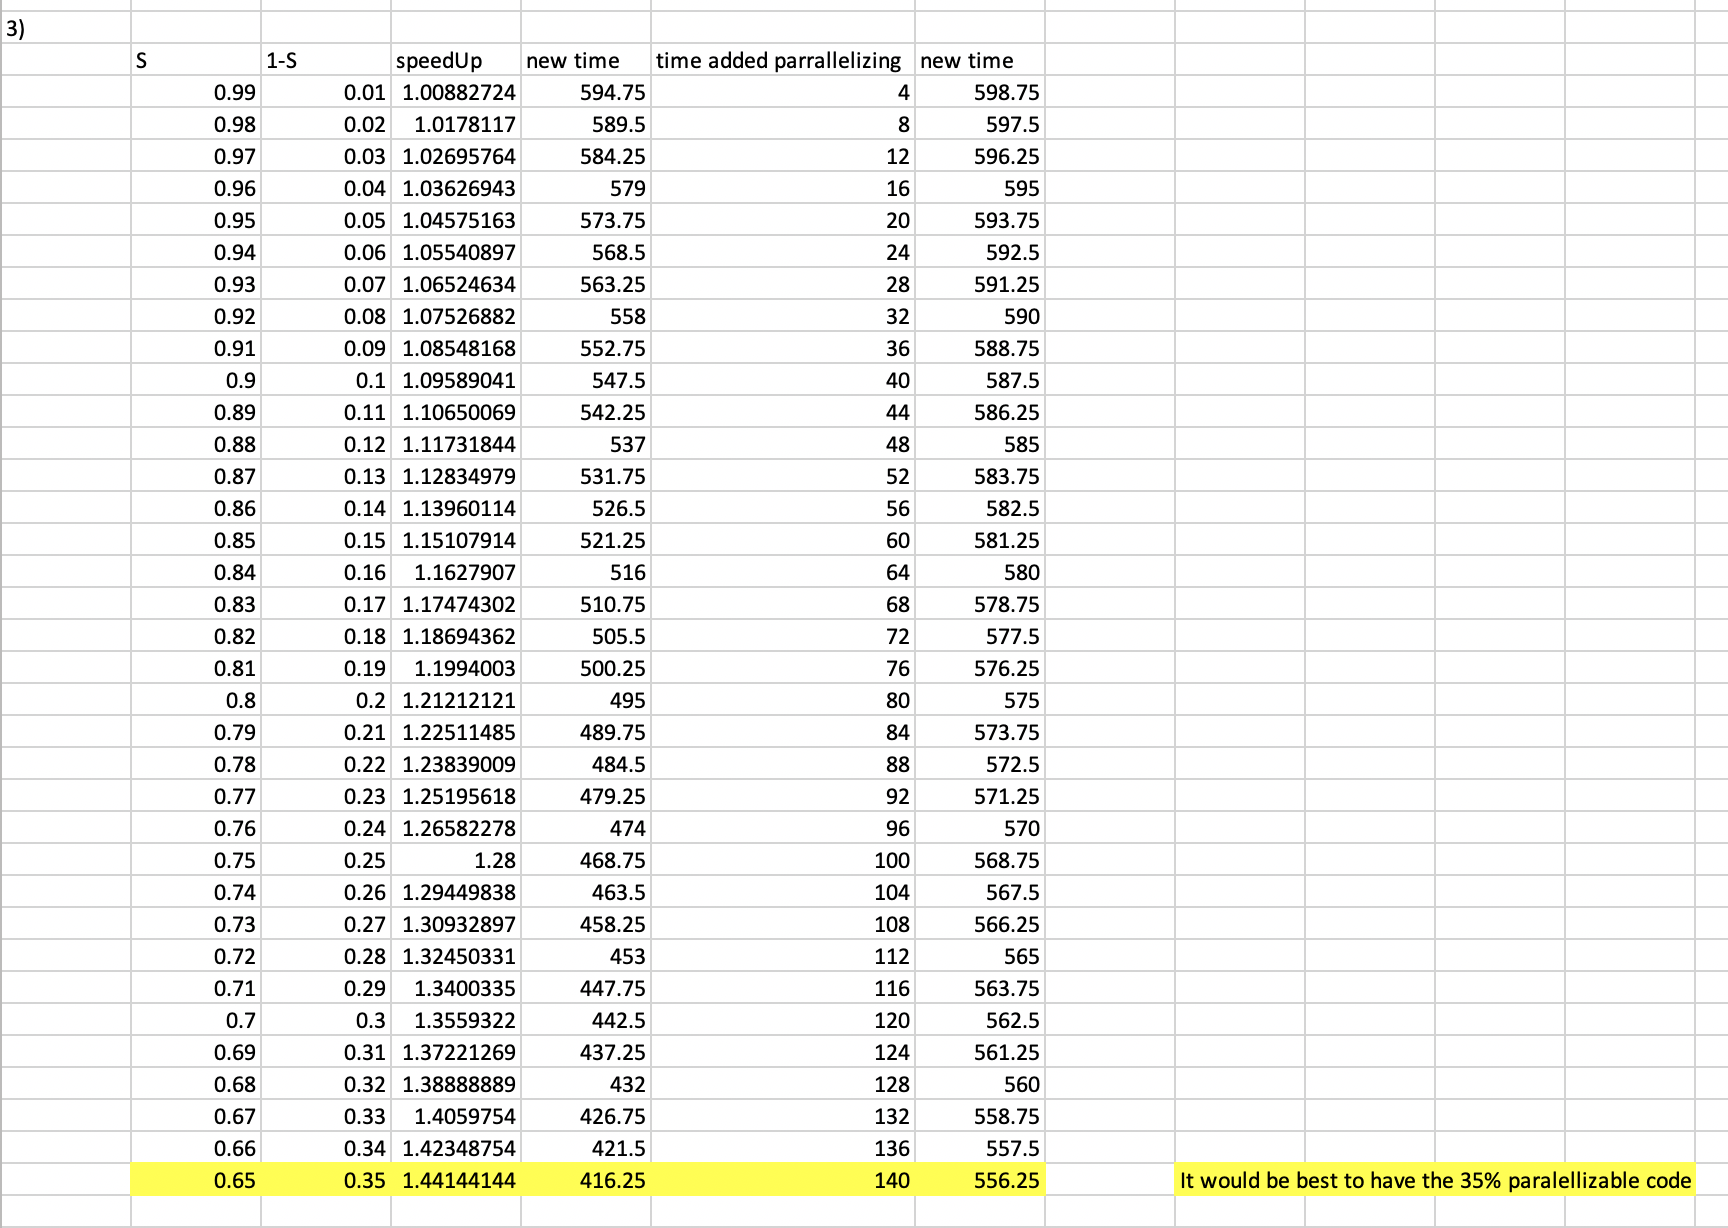 3)
S 1-S speedUp new time time added parrallelizing new time
0.99 0.01 1.00882724 594.75 4 598.75
0.98 0.02 1.0178117 589.5 8 597.5
0.97 0.03 1.02695764 584.25 12 596.25
0.96 0.04 1.03626943 579 16 595
0.95 0.05 1.04575163 573.75 20 593.75
0.94 0.06 1.05540897 568.5 24 592.5
0.93 0.07 1.06524634 563.25 28 591.25
0.92 0.08 1.07526882 558 32 590
0.91 0.09 1.08548168 552.75 36 588.75
0.9 0.1 1.09589041 547.5 40 587.5
0.89 0.11 1.10650069 542.25 44 586.25
0.88 0.12 1.11731844 537 48 585
0.87 0.13 1.12834979 531.75 52 583.75
0.86 0.14 1.13960114 526.5 56 582.5
0.85 0.15 1.15107914 521.25 60 581.25
0.84 0.16 1.1627907 516 64 580
0.83 0.17 1.17474302 510.75 68 578.75
0.82 0.18 1.18694362 505.5 72 577.5
0.81 0.19 1.1994003 500.25 76 576.25
0.8 0.2 1.21212121 495 80 575
0.79 0.21 1.22511485 489.75 84 573.75
0.78 0.22 1.23839009 484.5 88 572.5
0.77 0.23 1.25195618 479.25 92 571.25
0.76 0.24 1.26582278 474 96 570
0.75 0.25 1.28 468.75 100 568.75
0.74 0.26 1.29449838 463.5 104 567.5
0.73 0.27 1.30932897 458.25 108 566.25
0.72 0.28 1.32450331 453 112 565
0.71 0.29 1.3400335 447.75 116 563.75
0.7 0.3 1.3559322 442.5 120 562.5
0.69 0.31 1.37221269 437.25 124 561.25
0.68 0.32 1.38888889 432 128 560
0.67 0.33 1.4059754 426.75 132 558.75
0.66 0.34 1.42348754 421.5 136 557.5
0.65 0.35 1.44144144 416.25 140 556.25 It would be best to have the 35% paralellizable code